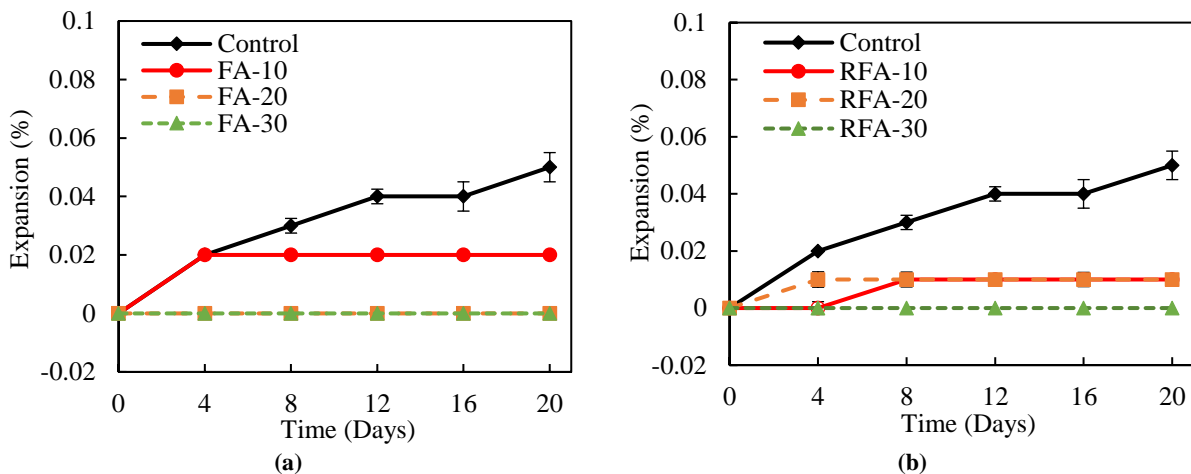 0.1
0.08
0.06
0.04
0.02
0
-0.02
Expansion (%)
Control
FA-10
FA-20
FA-30
0 4 8 12 16 20
Time (Days)
(a)
0.1
0.08
0.06
0.04
0.02
0
-0.02
Expansion (%)
Control
RFA-10
RFA-20
RFA-30
0 4 8 12 16 20
Time (Days)
(b)